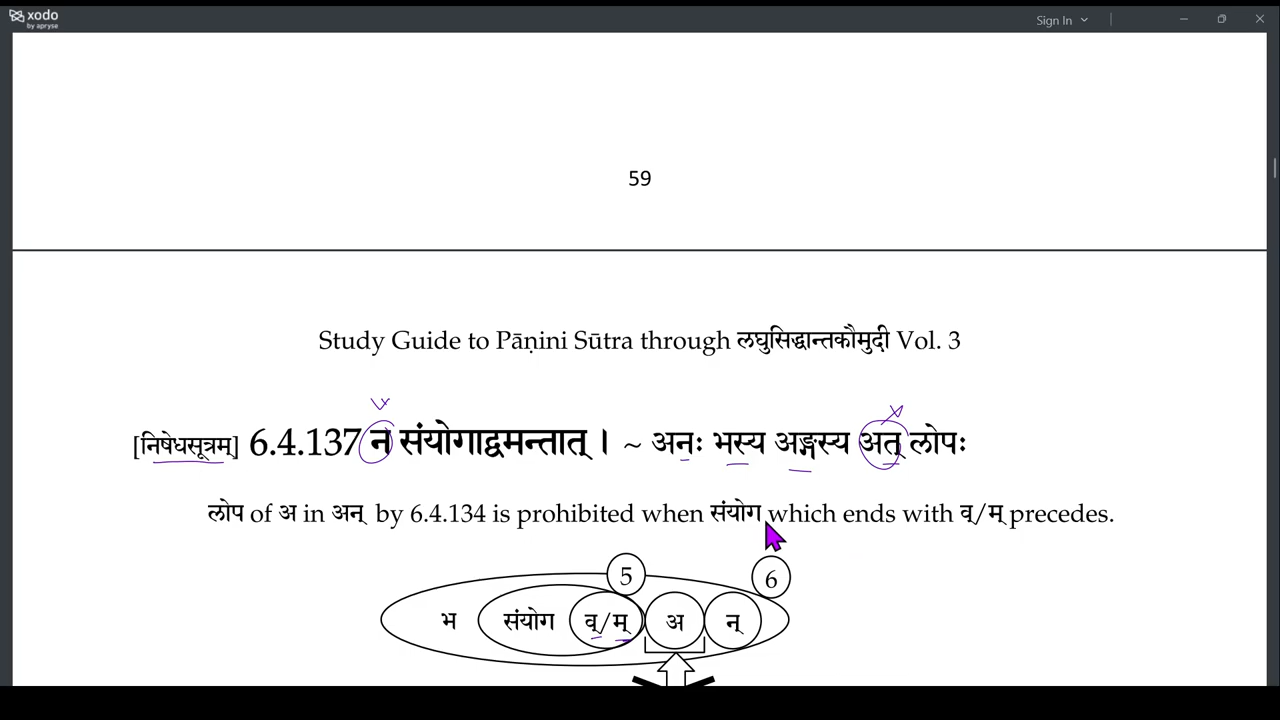 xodo
by apryse
Sign In
59
Study Guide to Pāṇini Sūtra through लघुसिद्धान्तकौमुदी Vol. 3
[निषेधसूत्रम्] 6.4.137 न संयोगाद्वमन्तात् । ~ अनः भस्य अङ्गस्य अत् लोपः
लोप of अ in अन् by 6.4.134 is prohibited when संयोग which ends with व्/म् precedes.
5 6
भ संयोग व्/म् अ न्